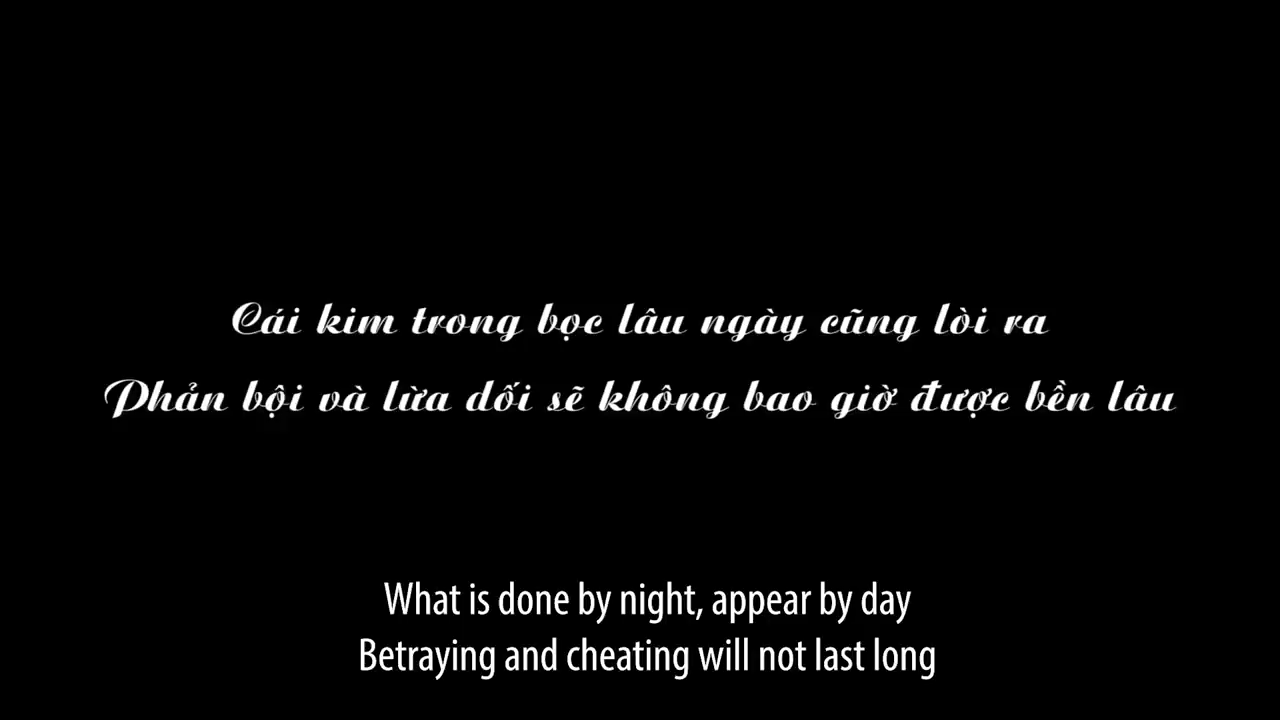 Cái kim trong bọc lâu ngày cũng lòi ra
Phản bội và lừa dối sẽ không bao giờ được bền lâu
What is done by night, appear by day
Betraying and cheating will not last long